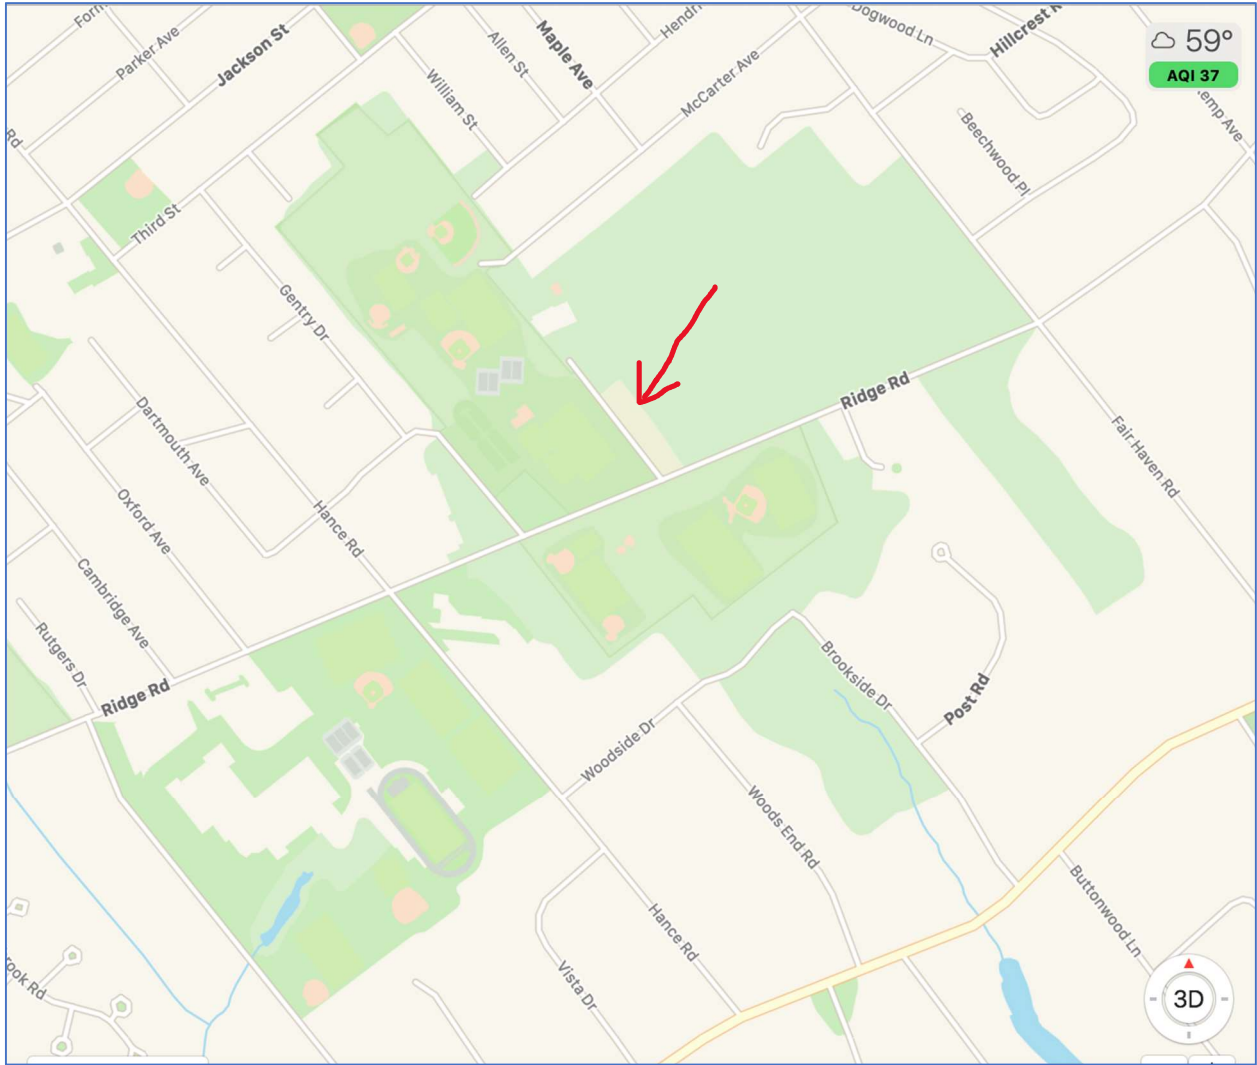 Parker Ave
Jackson St
Allen St
Maple Ave
William St
McCarter Ave
Dogwood Ln
Hillcrest R
59°
AQI 37
Beechwood Pl
Third St
Gentry Dr
Ridge Rd
Fair Haven Rd
Dartmouth Ave
Oxford Ave
Hance Rd
Cambridge Ave
Rutgers Dr
Ridge Rd
Brookside Dr
Post Rd
Woodside Dr
Woods End Rd
Buttonwood Ln
Hance Rd
Vista Dr
3D